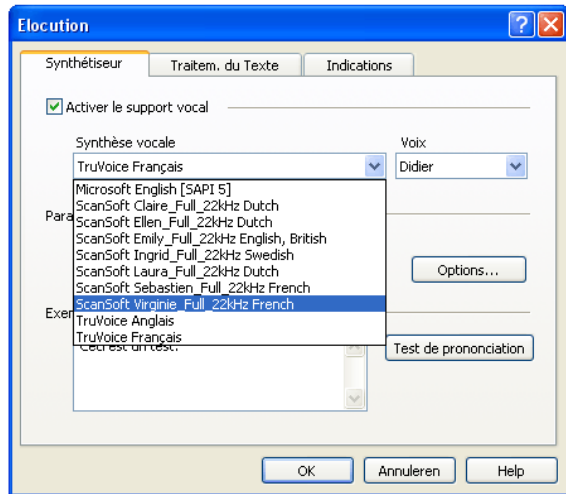 Elocution
Synthétiseur
Traitem. du Texte
Indications
Activer le support vocal
Synthèse vocale
Voix
TruVoice Français
Didier
Microsoft English [SAPI 5]
ScanSoft Claire_Full_22kHz Dutch
ScanSoft Ellen_Full_22kHz Dutch
ScanSoft Emily_Full_22kHz English, British
ScanSoft Ingrid_Full_22kHz Swedish
ScanSoft Laura_Full_22kHz Dutch
ScanSoft Sebastien_Full_22kHz French
ScanSoft Virginie_Full_22kHz French
TruVoice Anglais
TruVoice Français
Para
Options...
Exer
Ceci est un test.
Test de prononciation
OK
Annuleren
Help